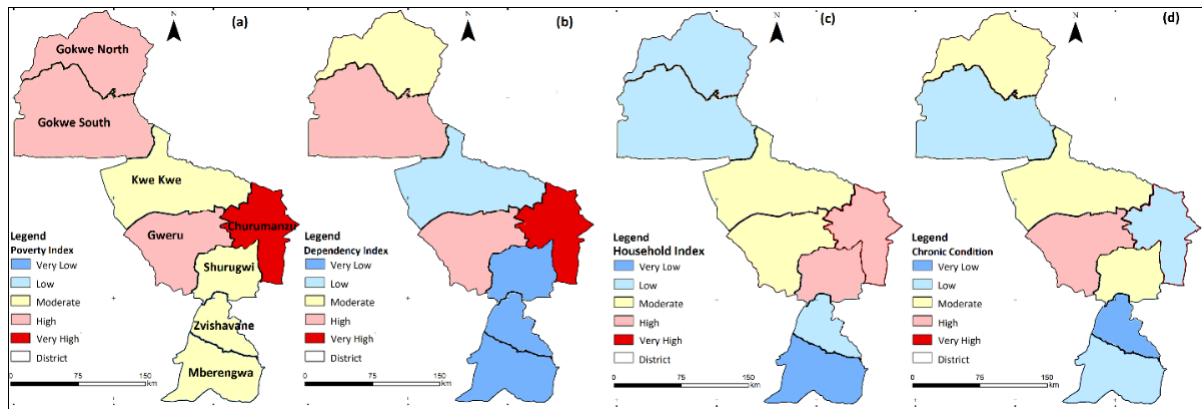 (a)
N
Gokwe North
Gokwe South
Kwe Kwe
Gweru
Churumanzu
Shurugwi
Zvishavane
Mberengwa
Legend
Poverty Index
Very Low
Low
Moderate
High
Very High
District
0 75 150
km
(b)
N
Legend
Dependency Index
Very Low
Low
Moderate
High
Very High
District
0 75 150
km
(c)
N
Legend
Household Index
Very Low
Low
Moderate
High
Very High
District
0 75 150
km
(d)
N
Legend
Chronic Condition
Very Low
Low
Moderate
High
Very High
District
0 75 150
km